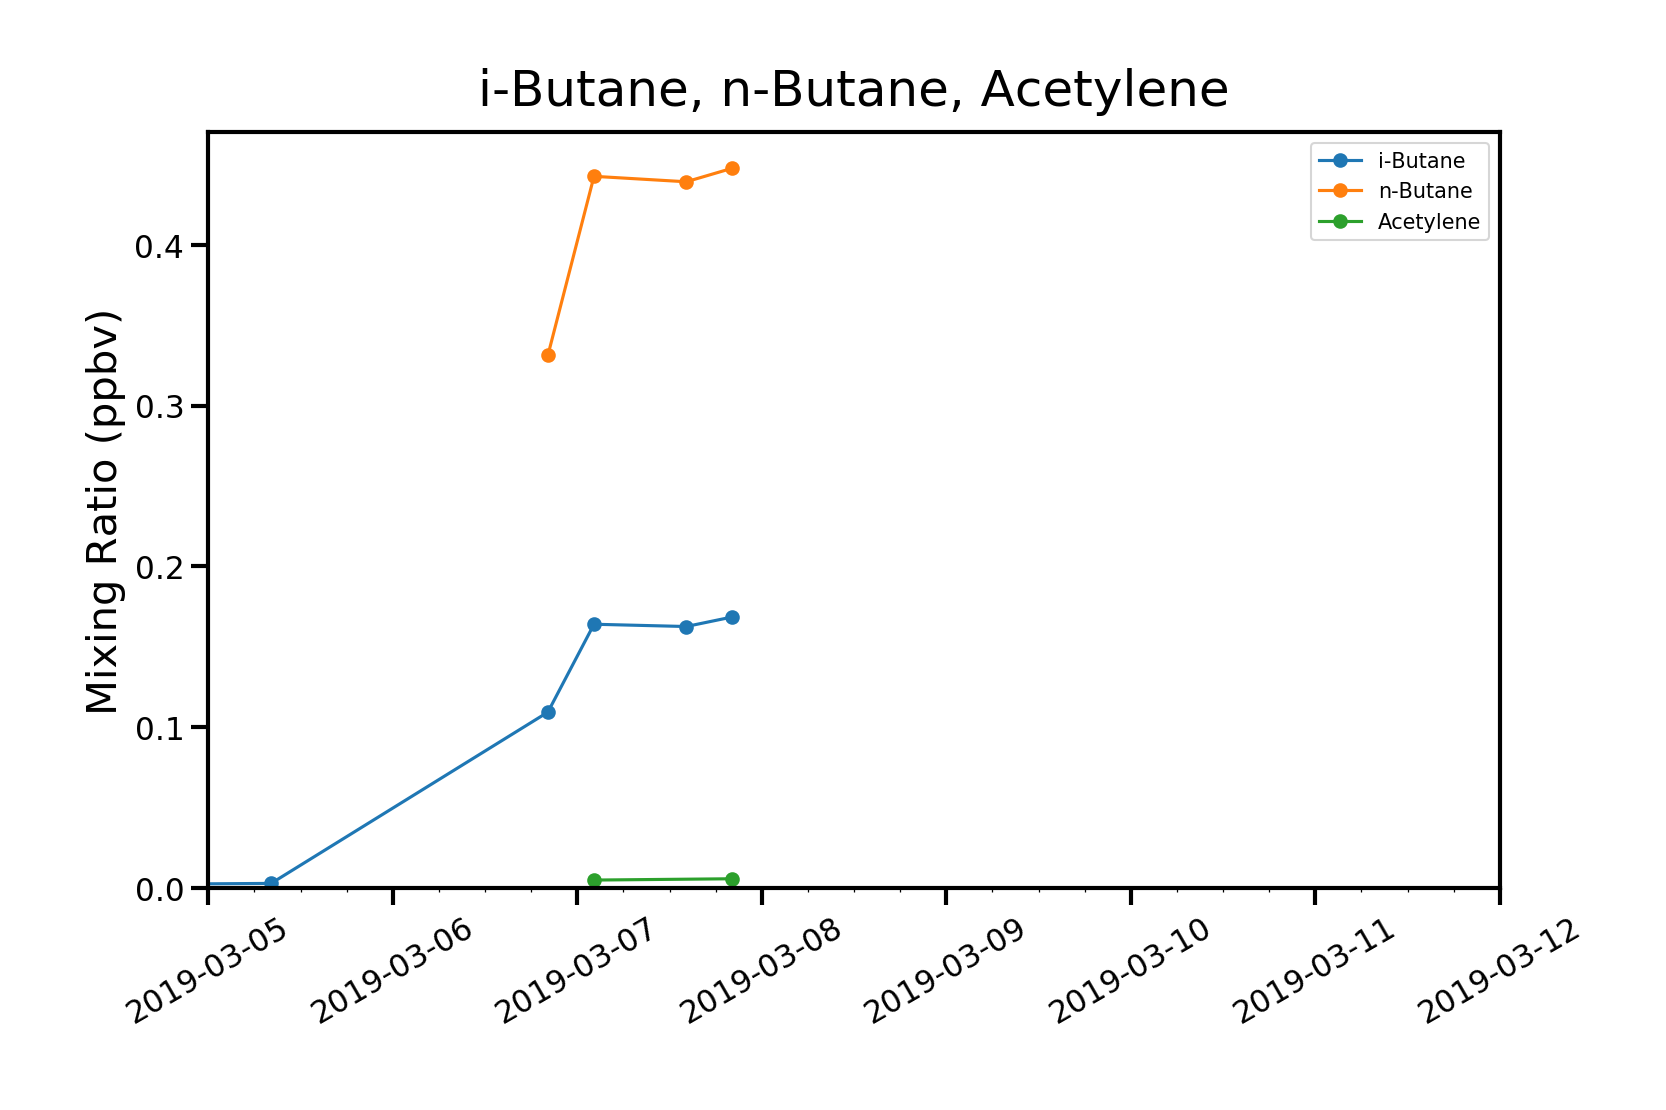 i-Butane, n-Butane, Acetylene
i-Butane
n-Butane
Acetylene
Mixing Ratio (ppbv)
0.4
0.3
0.2
0.1
0.0
2019-03-05
2019-03-06
2019-03-07
2019-03-08
2019-03-09
2019-03-10
2019-03-11
2019-03-12